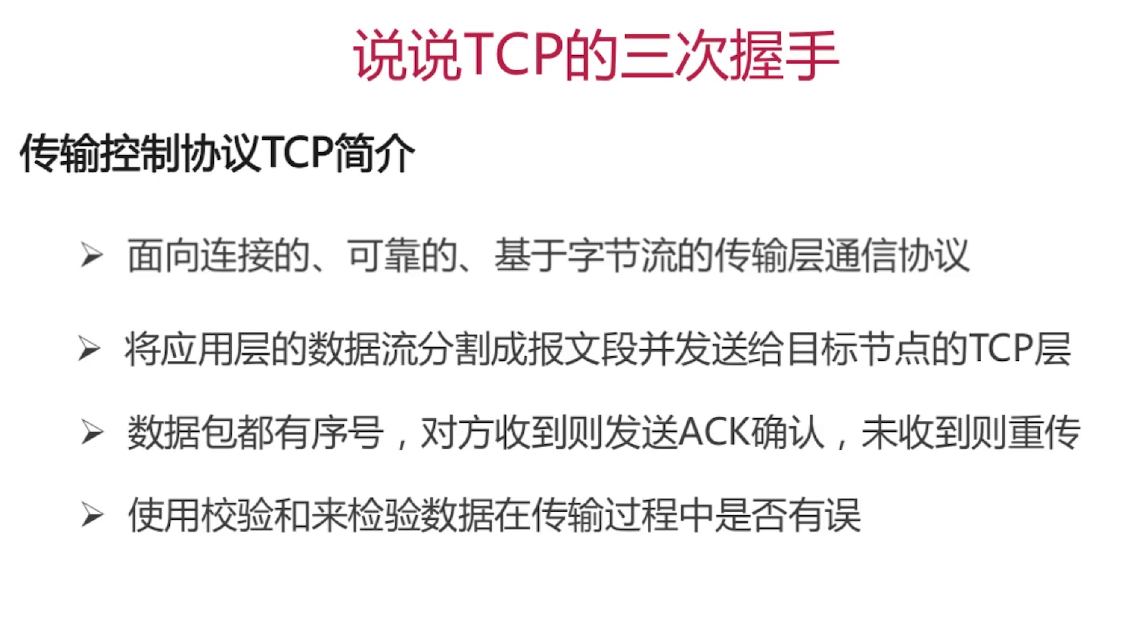 说说TCP的三次握手
传输控制协议TCP简介
➢ 面向连接的、可靠的、基于字节流的传输层通信协议
➢ 将应用层的数据流分割成报文段并发送给目标节点的TCP层
➢ 数据包都有序号，对方收到则发送ACK确认，未收到则重传
➢ 使用校验和来检验数据在传输过程中是否有误